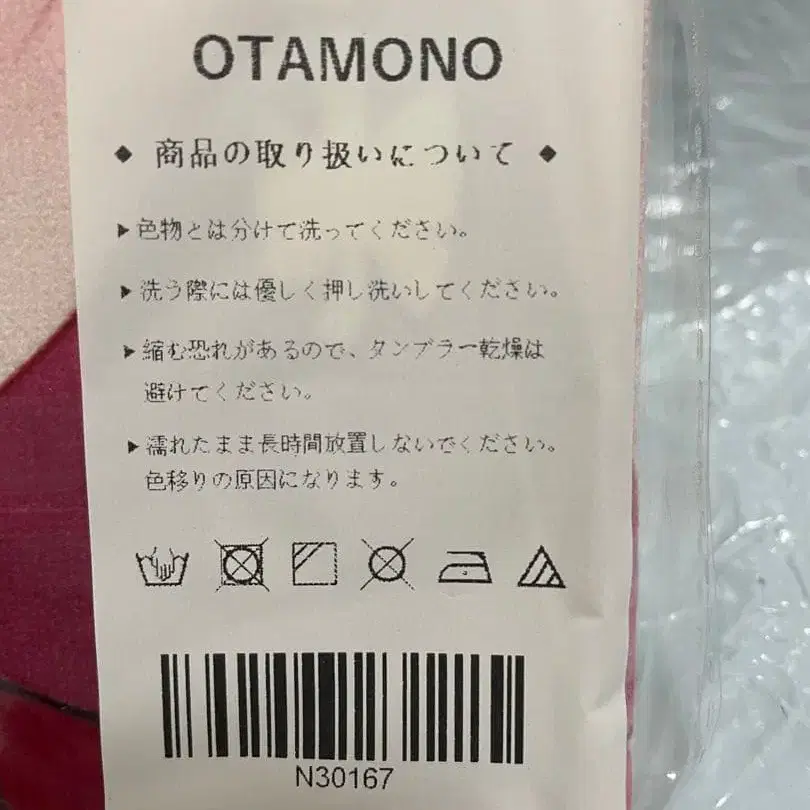 OTAMONO
◆ 商品の取り扱いについて ◆
▶色物とは分けて洗ってください。
▶洗う際には優しく押し洗いしてください。
▶縮む恐れがあるので、タンブラー乾燥は
避けてください。
▶濡れたまま長時間放置しないでください。
色移りの原因になります。
N30167